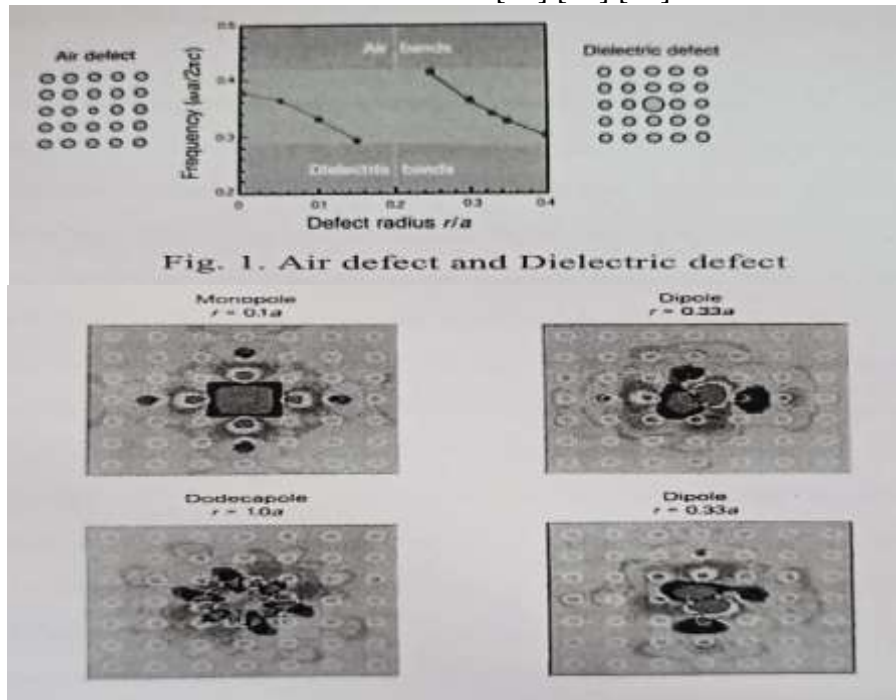 Air defect
Frequency (ωa/2πc)
0.5
0.4
0.3
0.2
Air bands
Dielectric bands
0
0.1
0.2
0.3
0.4
Defect radius r/a
Dielectric defect
Fig. 1. Air defect and Dielectric defect
Monopole
r = 0.1a
Dipole
r = 0.33a
Dodecapole
r = 1.0a
Dipole
r = 0.33a